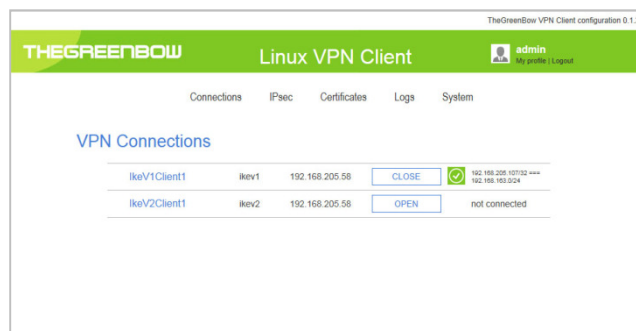 TheGreenBow VPN Client configuration 0.1.
THEGREENBOW
Linux VPN Client
admin
My profile | Logout
Connections IPsec Certificates Logs System
VPN Connections
IkeV1Client1 ikev1 192.168.205.58 CLOSE 192.168.205.107/32 ===
192.168.163.0/24
IkeV2Client1 ikev2 192.168.205.58 OPEN not connected